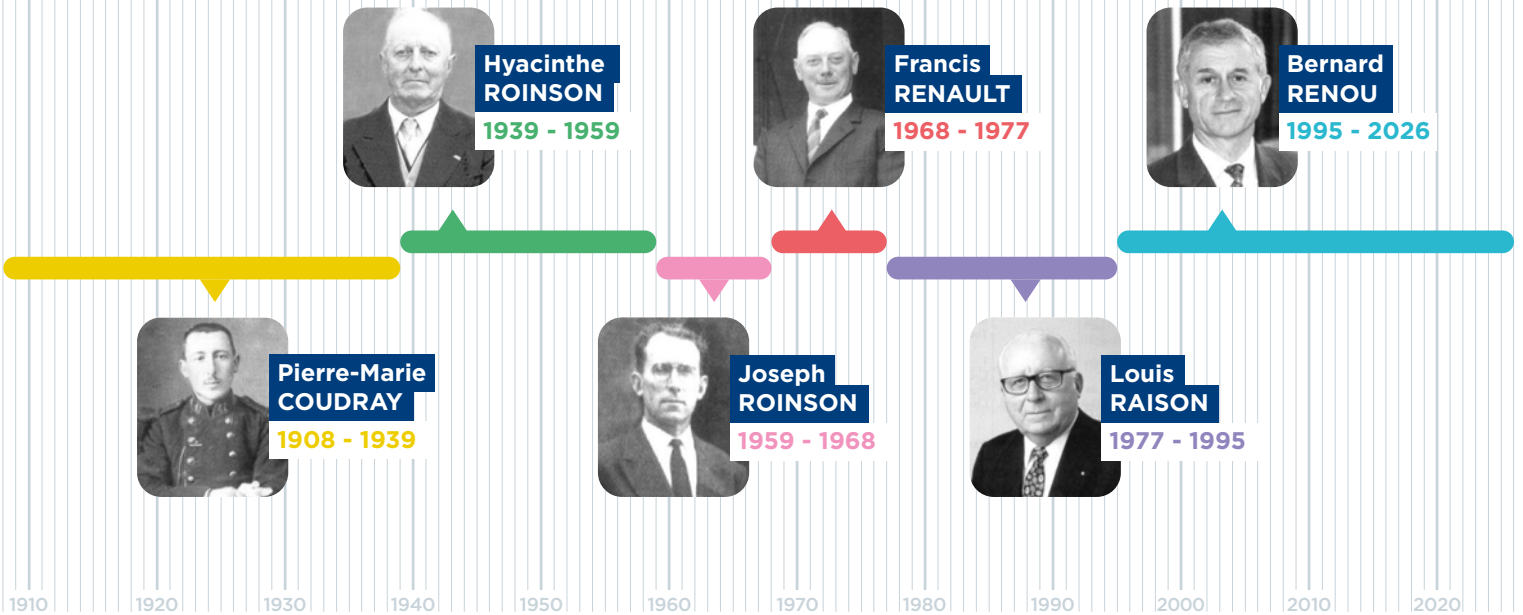 Hyacinthe
ROINSON
1939 - 1959
Francis
RENAULT
1968 - 1977
Bernard
RENOU
1995 - 2026
Pierre-Marie
COUDRAY
1908 - 1939
Joseph
ROINSON
1959 - 1968
Louis
RAISON
1977 - 1995
1910 1920 1930 1940 1950 1960 1970 1980 1990 2000 2010 2020